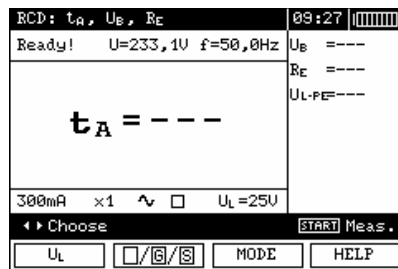 RCD: tA, UB, RE 09:27
Ready! U=233,1V f=50,0Hz
UB =---
RE =---
UL-PE=---
tA=---
300mA x1 ∿ □ UL=25V
◂▸Choose START Meas.
UL □/G/S MODE HELP